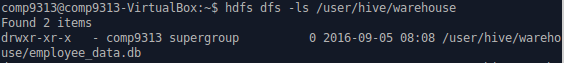 comp9313@comp9313-VirtualBox:~$ hdfs dfs -ls /user/hive/warehouse
Found 2 items
drwxr-xr-x   - comp9313 supergroup          0 2016-09-05 08:08 /user/hive/wareho
use/employee_data.db